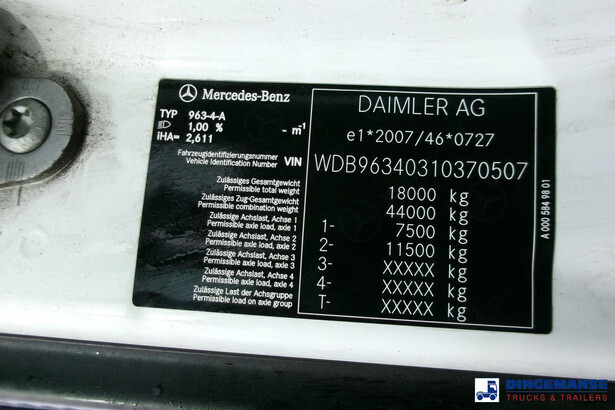 Mercedes-Benz
TYP 963-4-A
1,00 % - m⁻¹
iHA= 2,611
Fahrzeugidentifizierungsnummer
Vehicle Identification Number VIN
Zulässiges Gesamtgewicht
Permissible total weight
Zulässiges Zug-Gesamtgewicht
Permissible combination weight
Zulässige Achslast, Achse 1
Permissible axle load, axle 1
Zulässige Achslast, Achse 2
Permissible axle load, axle 2
Zulässige Achslast, Achse 3
Permissible axle load, axle 3
Zulässige Achslast, Achse 4
Permissible axle load, axle 4
Zulässige Last der Achsgruppe
Permissible load on axle group
DAIMLER AG
e1*2007/46*0727
WDB96340310370507
18000 kg
44000 kg
1- 7500 kg
2- 11500 kg
3- XXXXX kg
4- XXXXX kg
T- XXXXX kg
A 000 584 98 01
DINGEMANSE
TRUCKS & TRAILERS